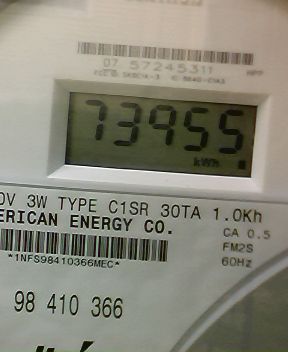 07 57245311
73955
kWh
0V 3W TYPE C1SR 30TA 1.0Kh
ERICAN ENERGY CO.
CA 0.5
FM2S
60Hz
*1NFS98410366MEC*
98 410 366